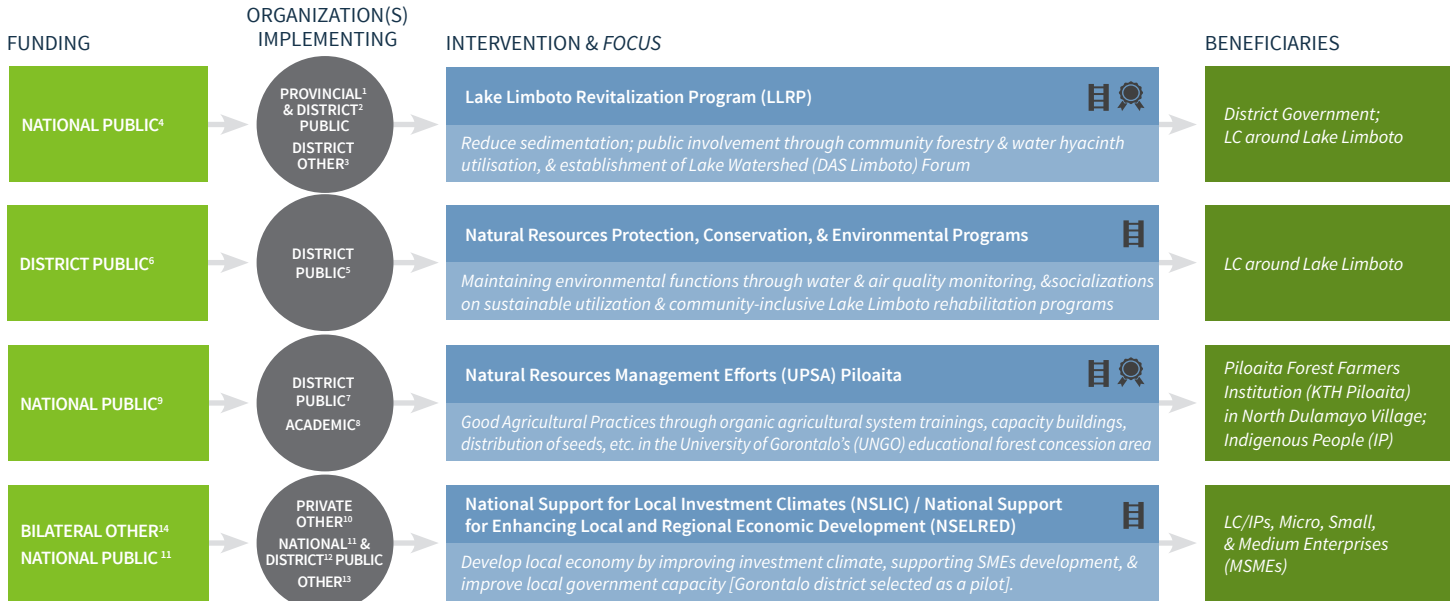 FUNDING
ORGANIZATION(S)
IMPLEMENTING
INTERVENTION & FOCUS
BENEFICIARIES
NATIONAL PUBLIC⁴
PROVINCIAL¹
& DISTRICT²
PUBLIC
DISTRICT
OTHER³
Lake Limboto Revitalization Program (LLRP)
Reduce sedimentation; public involvement through community forestry & water hyacinth
utilisation, & establishment of Lake Watershed (DAS Limboto) Forum
District Government;
LC around Lake Limboto
DISTRICT PUBLIC⁶
DISTRICT
PUBLIC⁵
Natural Resources Protection, Conservation, & Environmental Programs
Maintaining environmental functions through water & air quality monitoring, &socializations
on sustainable utilization & community-inclusive Lake Limboto rehabilitation programs
LC around Lake Limboto
NATIONAL PUBLIC⁹
DISTRICT
PUBLIC⁷
ACADEMIC⁸
Natural Resources Management Efforts (UPSA) Piloaita
Good Agricultural Practices through organic agricultural system trainings, capacity buildings,
distribution of seeds, etc. in the University of Gorontalo's (UNGO) educational forest concession area
Piloaita Forest Farmers
Institution (KTH Piloaita)
in North Dulamayo Village;
Indigenous People (IP)
BILATERAL OTHER¹⁴
NATIONAL PUBLIC ¹¹
PRIVATE
OTHER¹⁰
NATIONAL¹¹ &
DISTRICT¹² PUBLIC
OTHER¹³
National Support for Local Investment Climates (NSLIC) / National Support
for Enhancing Local and Regional Economic Development (NSELRED)
Develop local economy by improving investment climate, supporting SMEs development, &
improve local government capacity [Gorontalo district selected as a pilot].
LC/IPs, Micro, Small,
& Medium Enterprises
(MSMEs)